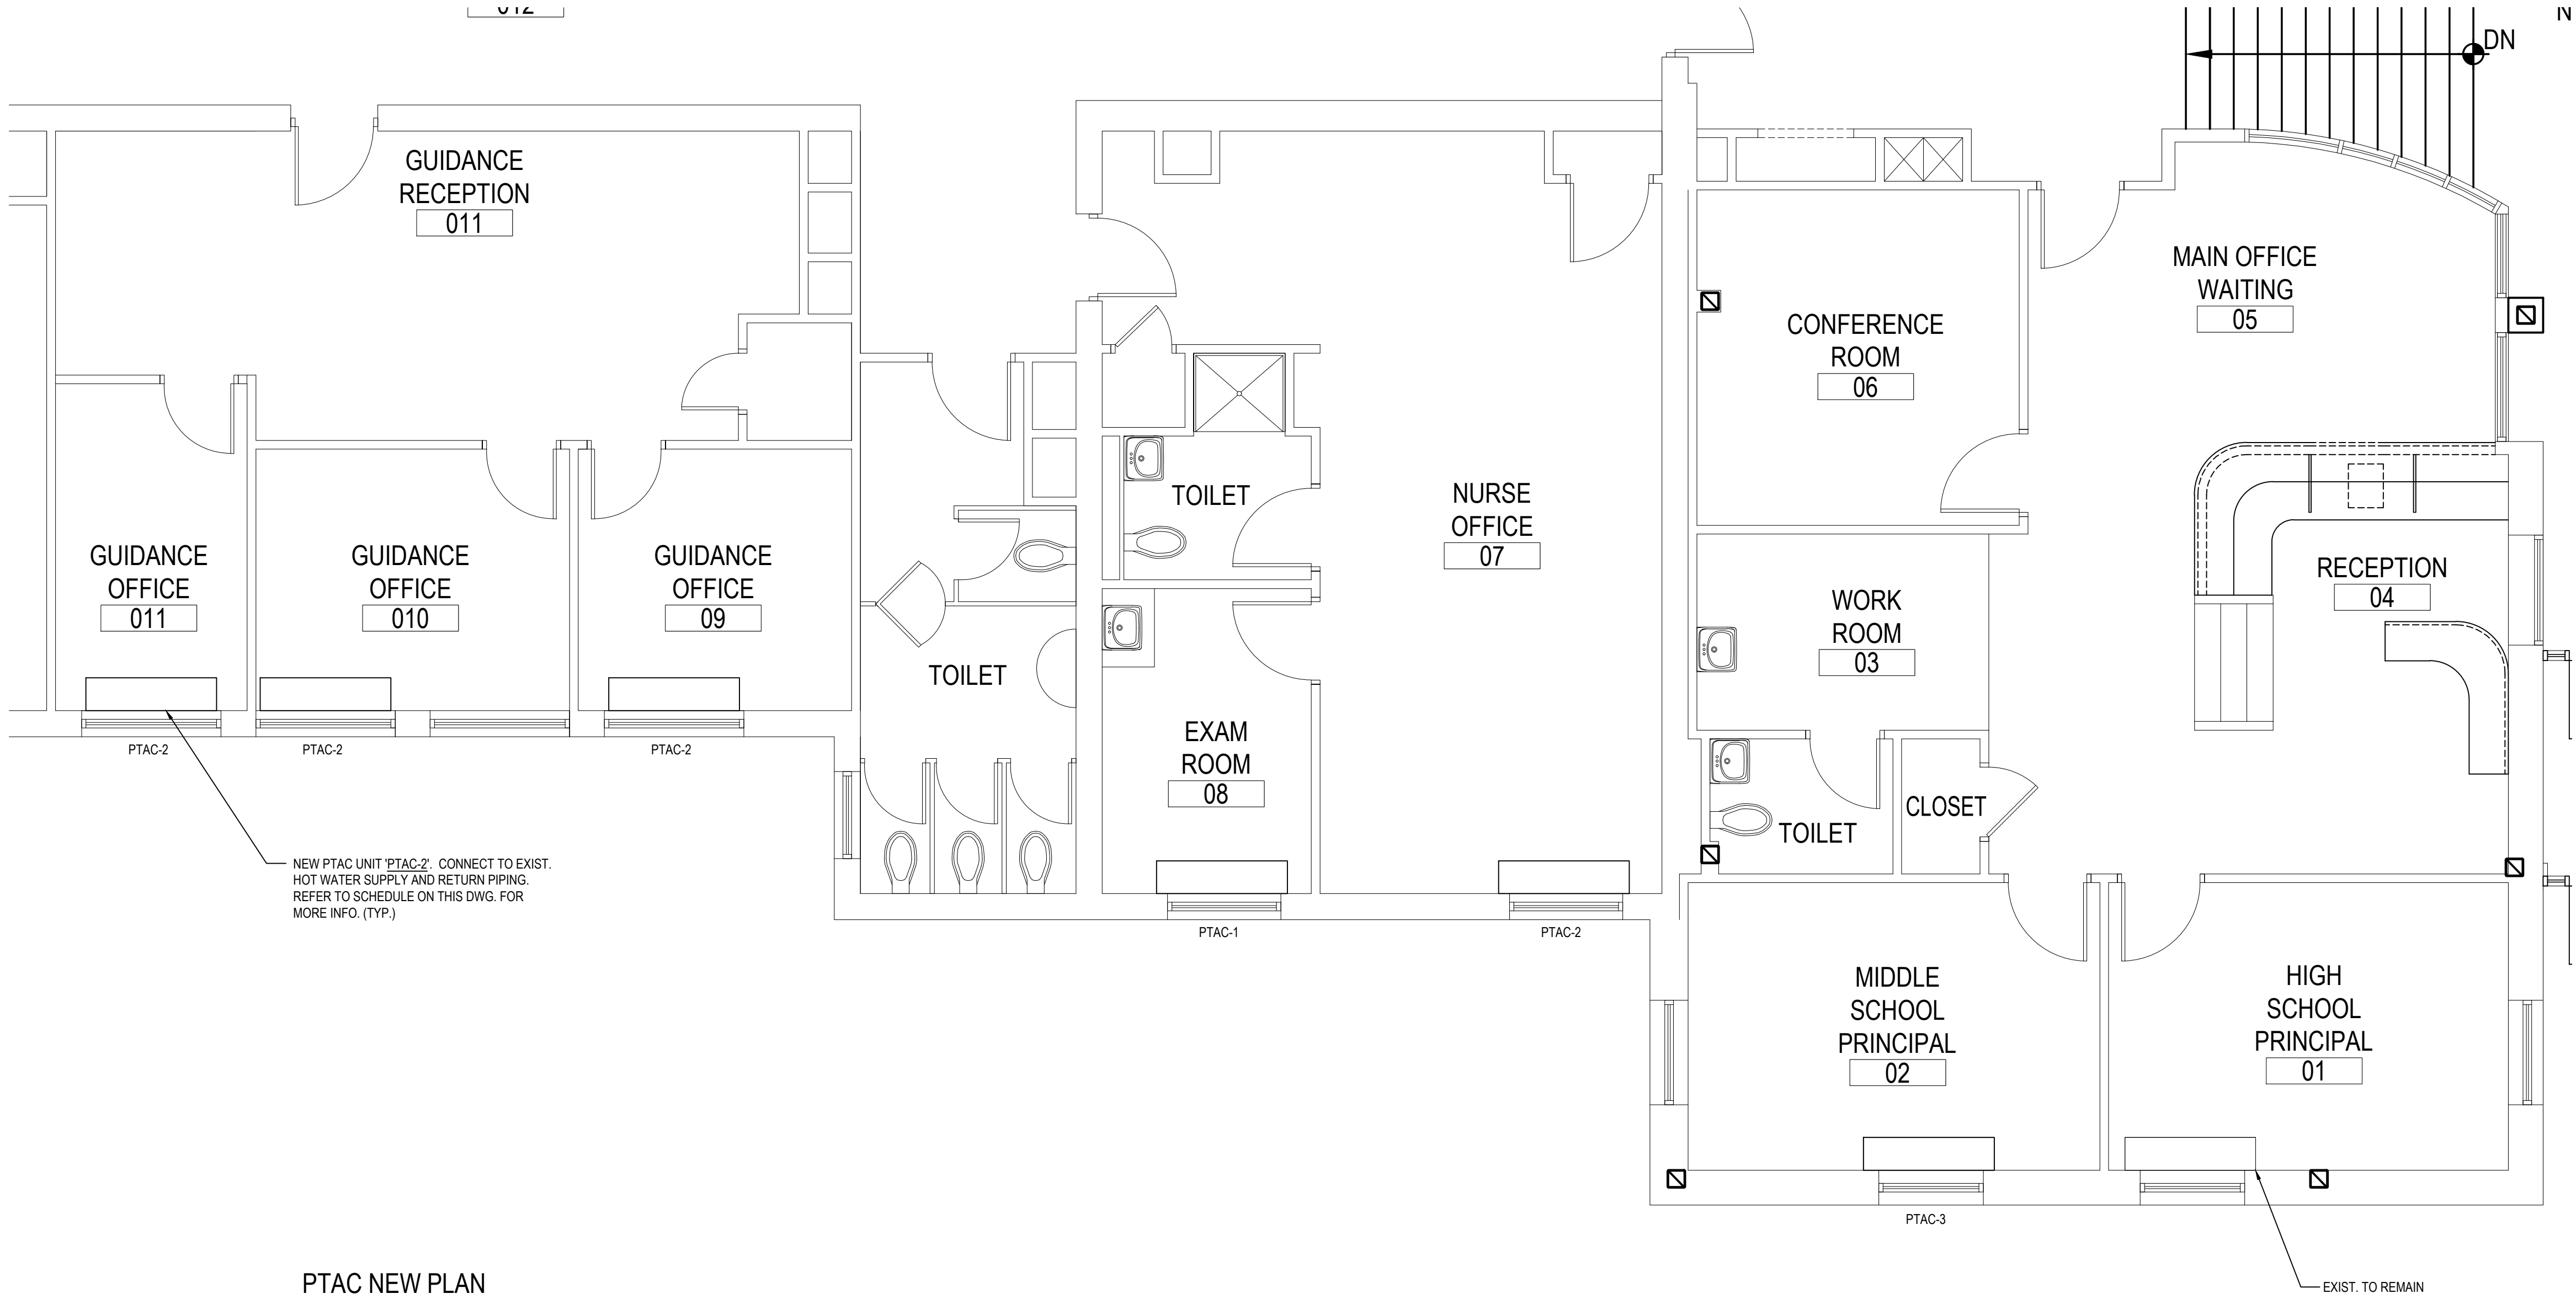 DN
GUIDANCE
RECEPTION
011
MAIN OFFICE
WAITING
05
CONFERENCE
ROOM
06
TOILET
NURSE
OFFICE
07
GUIDANCE
OFFICE
011
GUIDANCE
OFFICE
010
GUIDANCE
OFFICE
09
RECEPTION
04
WORK
ROOM
03
TOILET
EXAM
ROOM
08
PTAC-2
PTAC-2
PTAC-2
CLOSET
TOILET
NEW PTAC UNIT 'PTAC-2'. CONNECT TO EXIST.
HOT WATER SUPPLY AND RETURN PIPING.
REFER TO SCHEDULE ON THIS DWG. FOR
MORE INFO. (TYP.)
PTAC-1
PTAC-2
MIDDLE
SCHOOL
PRINCIPAL
02
HIGH
SCHOOL
PRINCIPAL
01
PTAC-3
PTAC NEW PLAN
EXIST. TO REMAIN